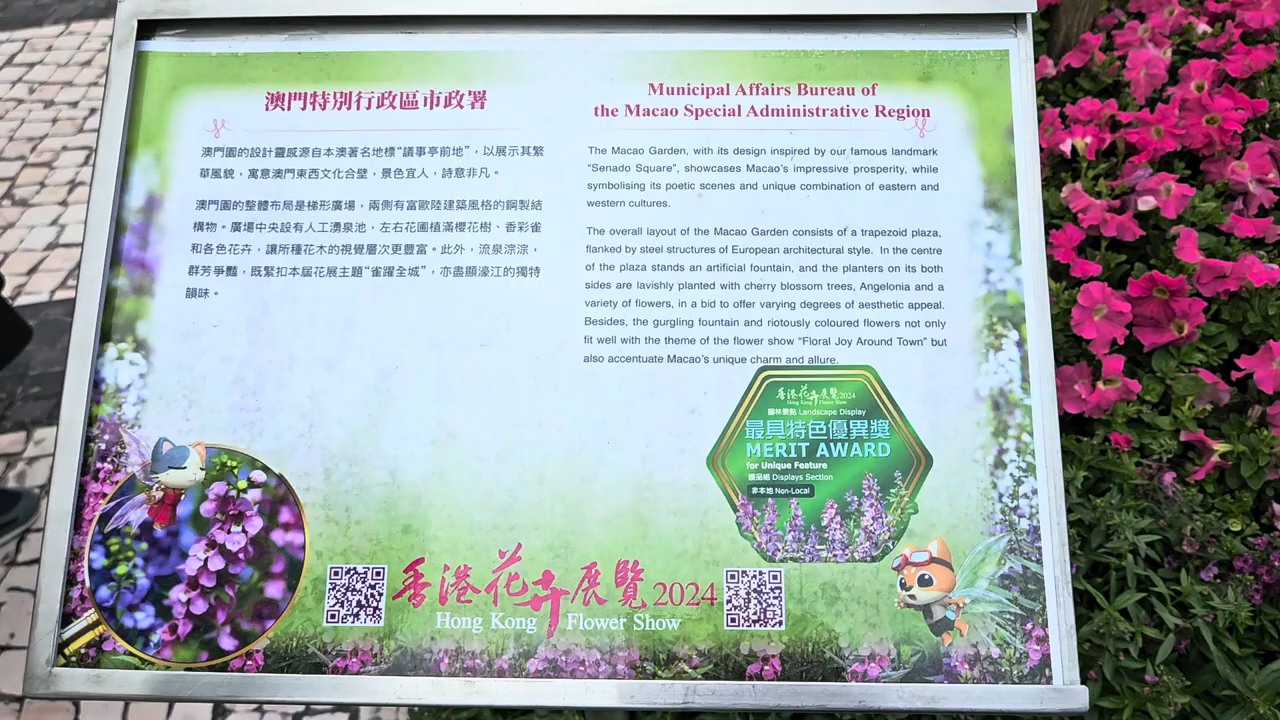 澳門特別行政區市政署
澳門園的設計靈感源自本澳著名地標“議事亭前地”，以展示其繁
華風貌，寓意澳門東西文化合壁，景色宜人，詩意非凡。
澳門園的整體布局是梯形廣場，兩側有富歐陸建築風格的鋼製結
構物。廣場中央設有人工湧泉池，左右花圃植滿櫻花樹、香彩雀
和各色花卉，讓所種花木的視覺層次更豐富。此外，流泉淙淙，
群芳爭豔，既緊扣本屆花展主題“雀躍全城”，亦盡顯濠江的獨特
韻味。
Municipal Affairs Bureau of
the Macao Special Administrative Region
The Macao Garden, with its design inspired by our famous landmark
“Senado Square”, showcases Macao’s impressive prosperity, while
symbolising its poetic scenes and unique combination of eastern and
western cultures.
The overall layout of the Macao Garden consists of a trapezoid plaza,
flanked by steel structures of European architectural style. In the centre
of the plaza stands an artificial fountain, and the planters on its both
sides are lavishly planted with cherry blossom trees, Angelonia and a
variety of flowers, in a bid to offer varying degrees of aesthetic appeal.
Besides, the gurgling fountain and riotously coloured flowers not only
fit well with the theme of the flower show “Floral Joy Around Town” but
also accentuate Macao’s unique charm and allure.
香港花卉展覽2024
Hong Kong Flower Show
園林景點 Landscape Display
最具特色優異獎
MERIT AWARD
for Unique Feature
展品組 Displays Section
非本地 Non-Local
香港花卉展覽2024
Hong Kong Flower Show